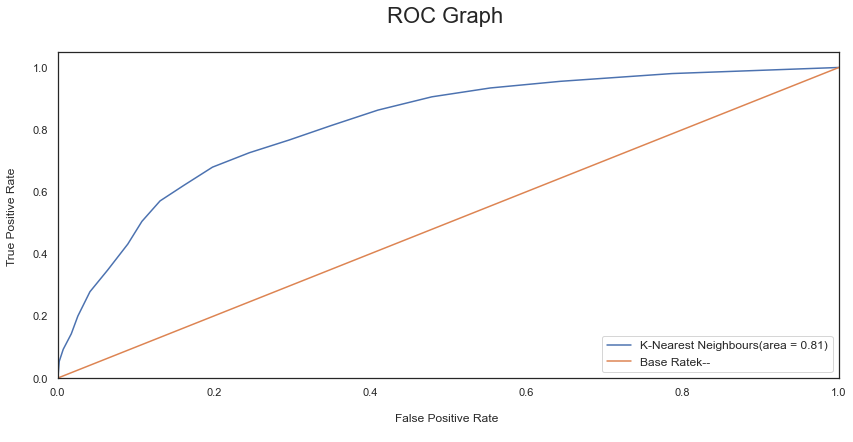 ROC Graph
1.0
0.8
0.6
0.4
0.2
0.0
True Positive Rate
K-Nearest Neighbours(area = 0.81)
Base Ratek--
0.0 0.2 0.4 0.6 0.8 1.0
False Positive Rate